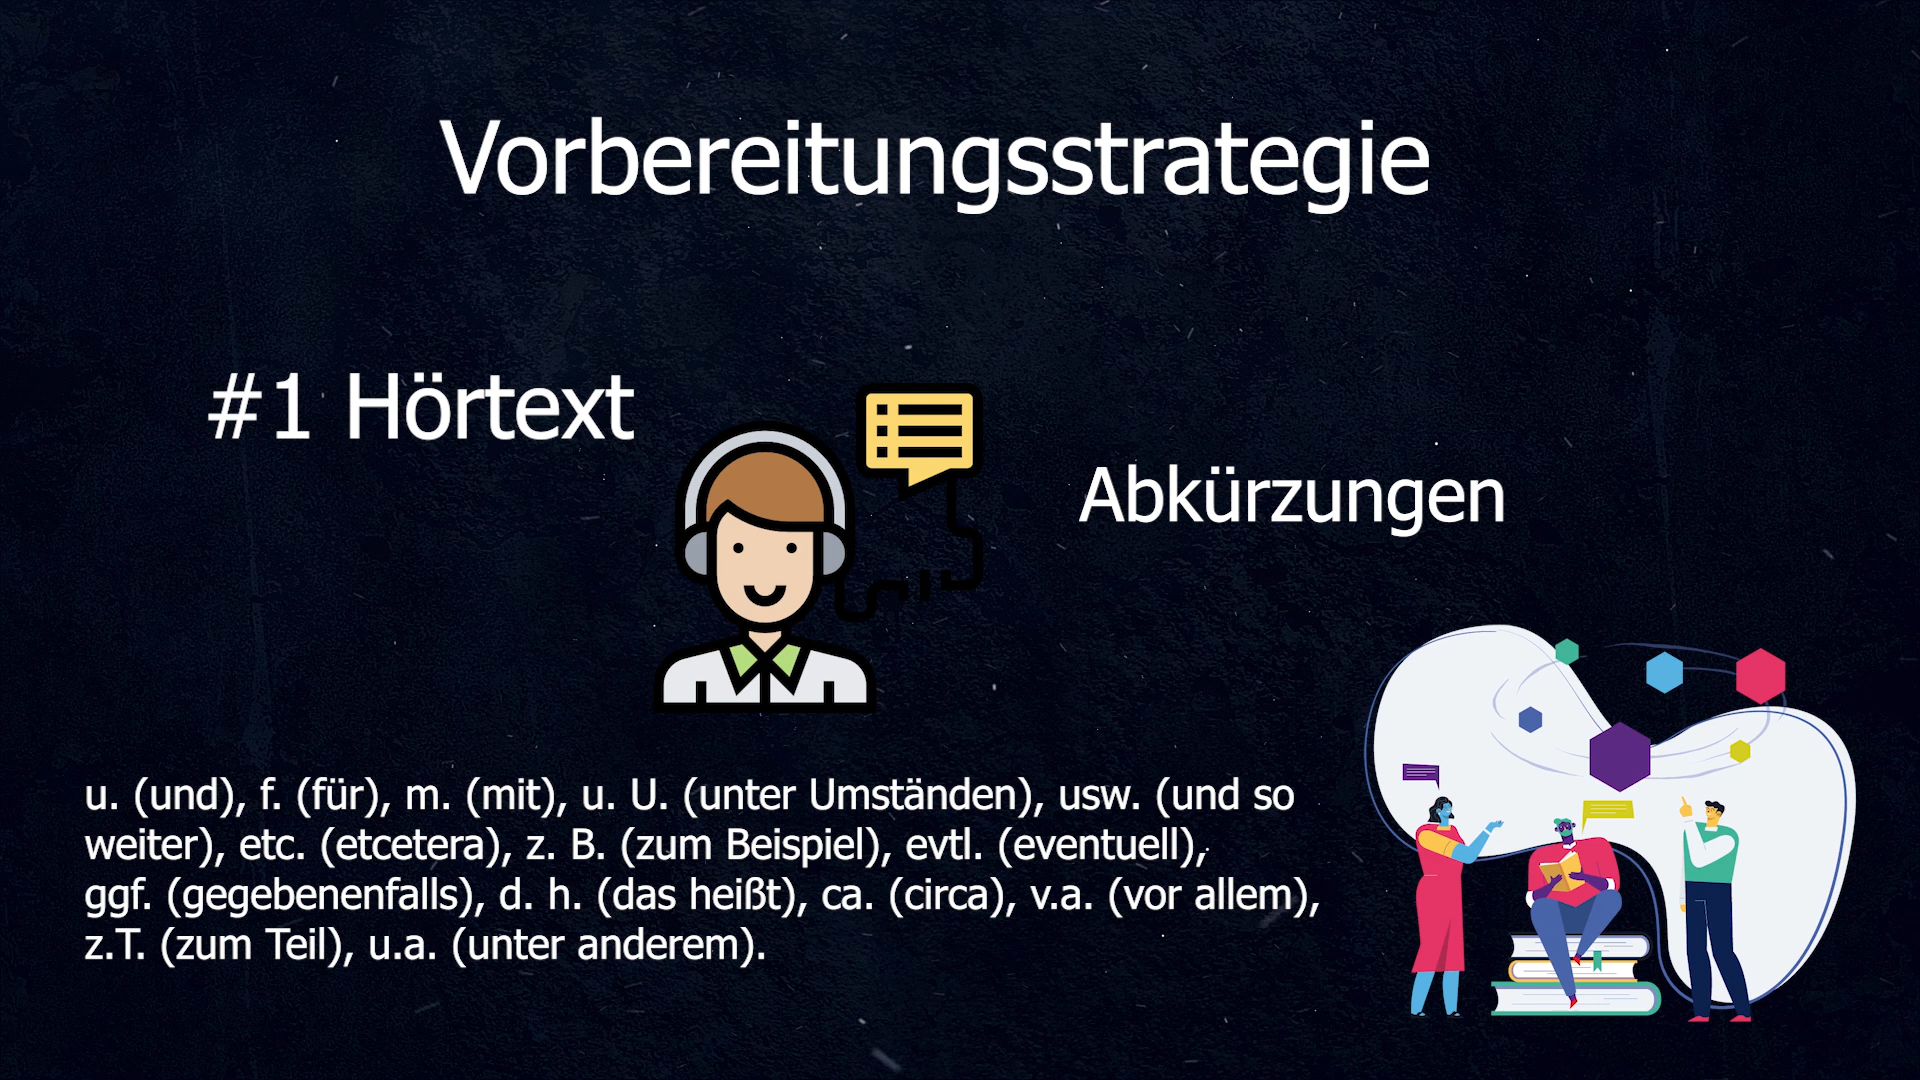 Vorbereitungsstrategie
#1 Hörtext
Abkürzungen
u. (und), f. (für), m. (mit), u. U. (unter Umständen), usw. (und so
weiter), etc. (etcetera), z. B. (zum Beispiel), evtl. (eventuell),
ggf. (gegebenenfalls), d. h. (das heißt), ca. (circa), v.a. (vor allem),
z.T. (zum Teil), u.a. (unter anderem).